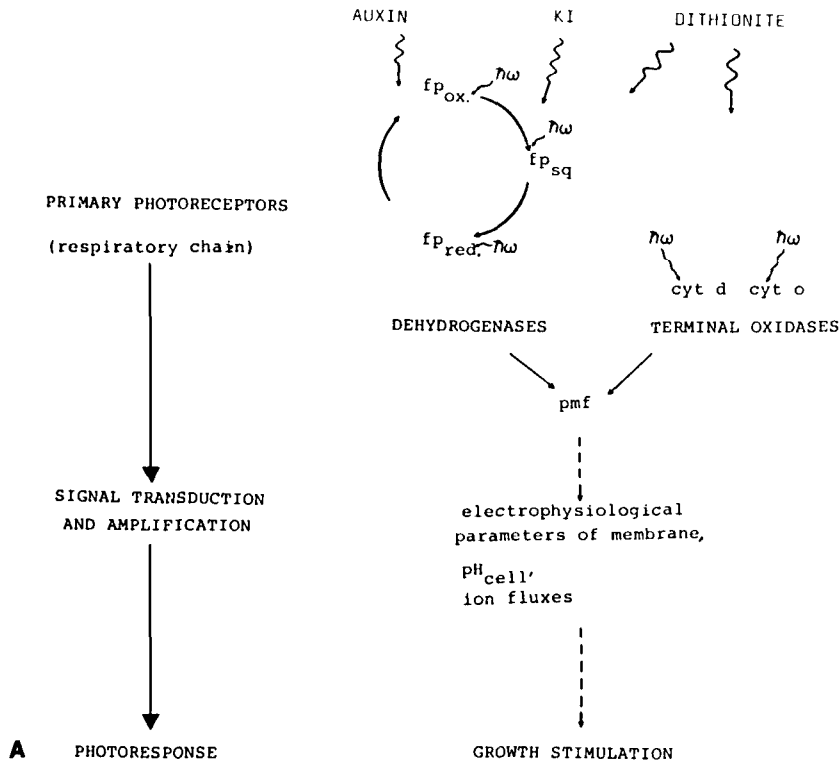 AUXIN KI DITHIONITE
fp ox. ħω
ħω
fp sq
PRIMARY PHOTORECEPTORS
(respiratory chain)
fp red. ħω
ħω ħω
cyt d cyt o
DEHYDROGENASES TERMINAL OXIDASES
pmf
SIGNAL TRANSDUCTION
AND AMPLIFICATION
electrophysiological
parameters of membrane,
pH cell,
ion fluxes
A PHOTORESPONSE GROWTH STIMULATION